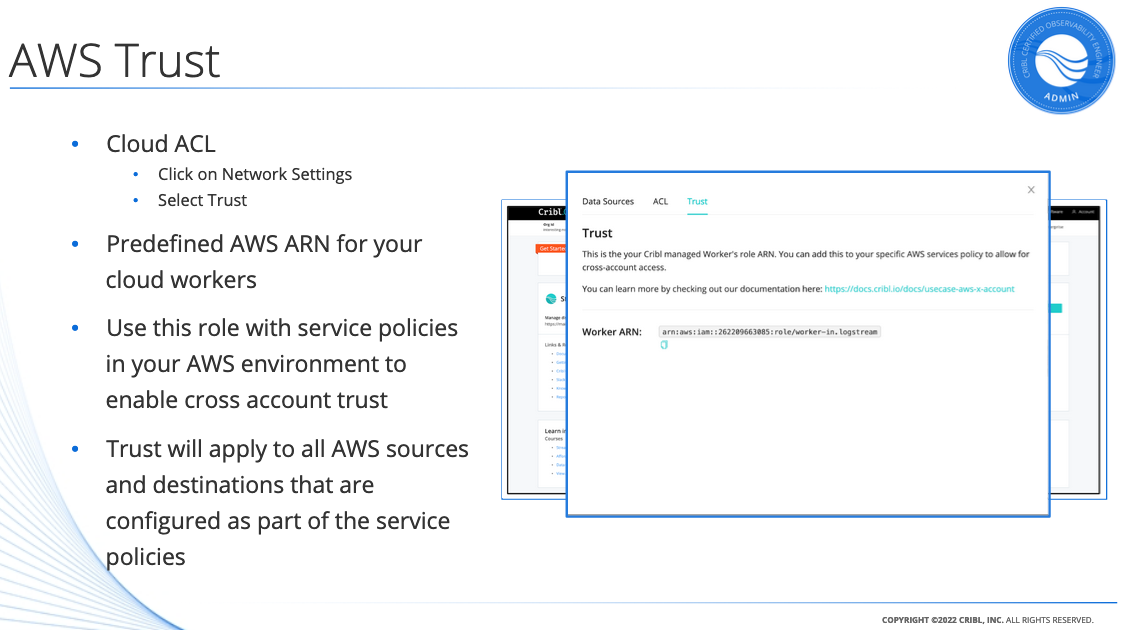 AWS Trust
CRIBL CERTIFIED OBSERVABILITY ENGINEER
ADMIN
Cloud ACL
Click on Network Settings
Select Trust
Predefined AWS ARN for your
cloud workers
Use this role with service policies
in your AWS environment to
enable cross account trust
Trust will apply to all AWS sources
and destinations that are
configured as part of the service
policies
Cribl
Get Starte
Account
Data Sources ACL Trust
Trust
This is the your Cribl managed Worker's role ARN. You can add this to your specific AWS services policy to allow for
cross-account access.
You can learn more by checking out our documentation here: https://docs.cribl.io/docs/usecase-aws-x-account
Worker ARN: arn:aws:iam::262209663085:role/worker-in.logstream
Manage
Links & R
Learn i
Courses
COPYRIGHT ©2022 CRIBL, INC. ALL RIGHTS RESERVED.